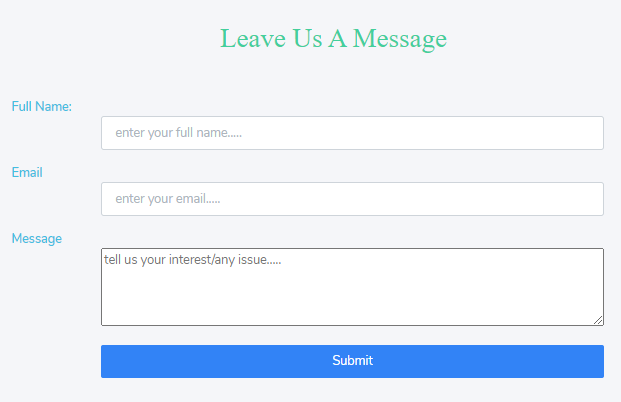 Leave Us A Message
Full Name:
enter your full name.....
Email
enter your email.....
Message
tell us your interest/any issue.....
Submit